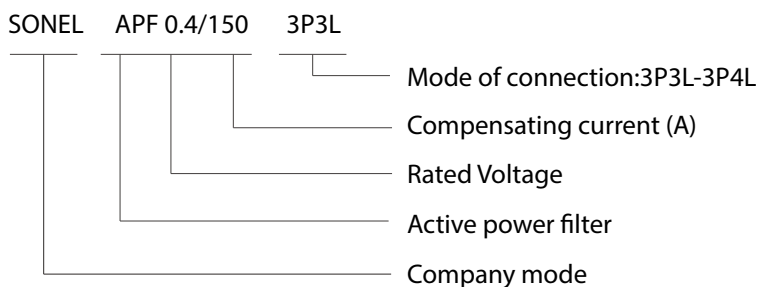 SONEL APF 0.4/150 3P3L
Mode of connection:3P3L-3P4L
Compensating current (A)
Rated Voltage
Active power filter
Company mode